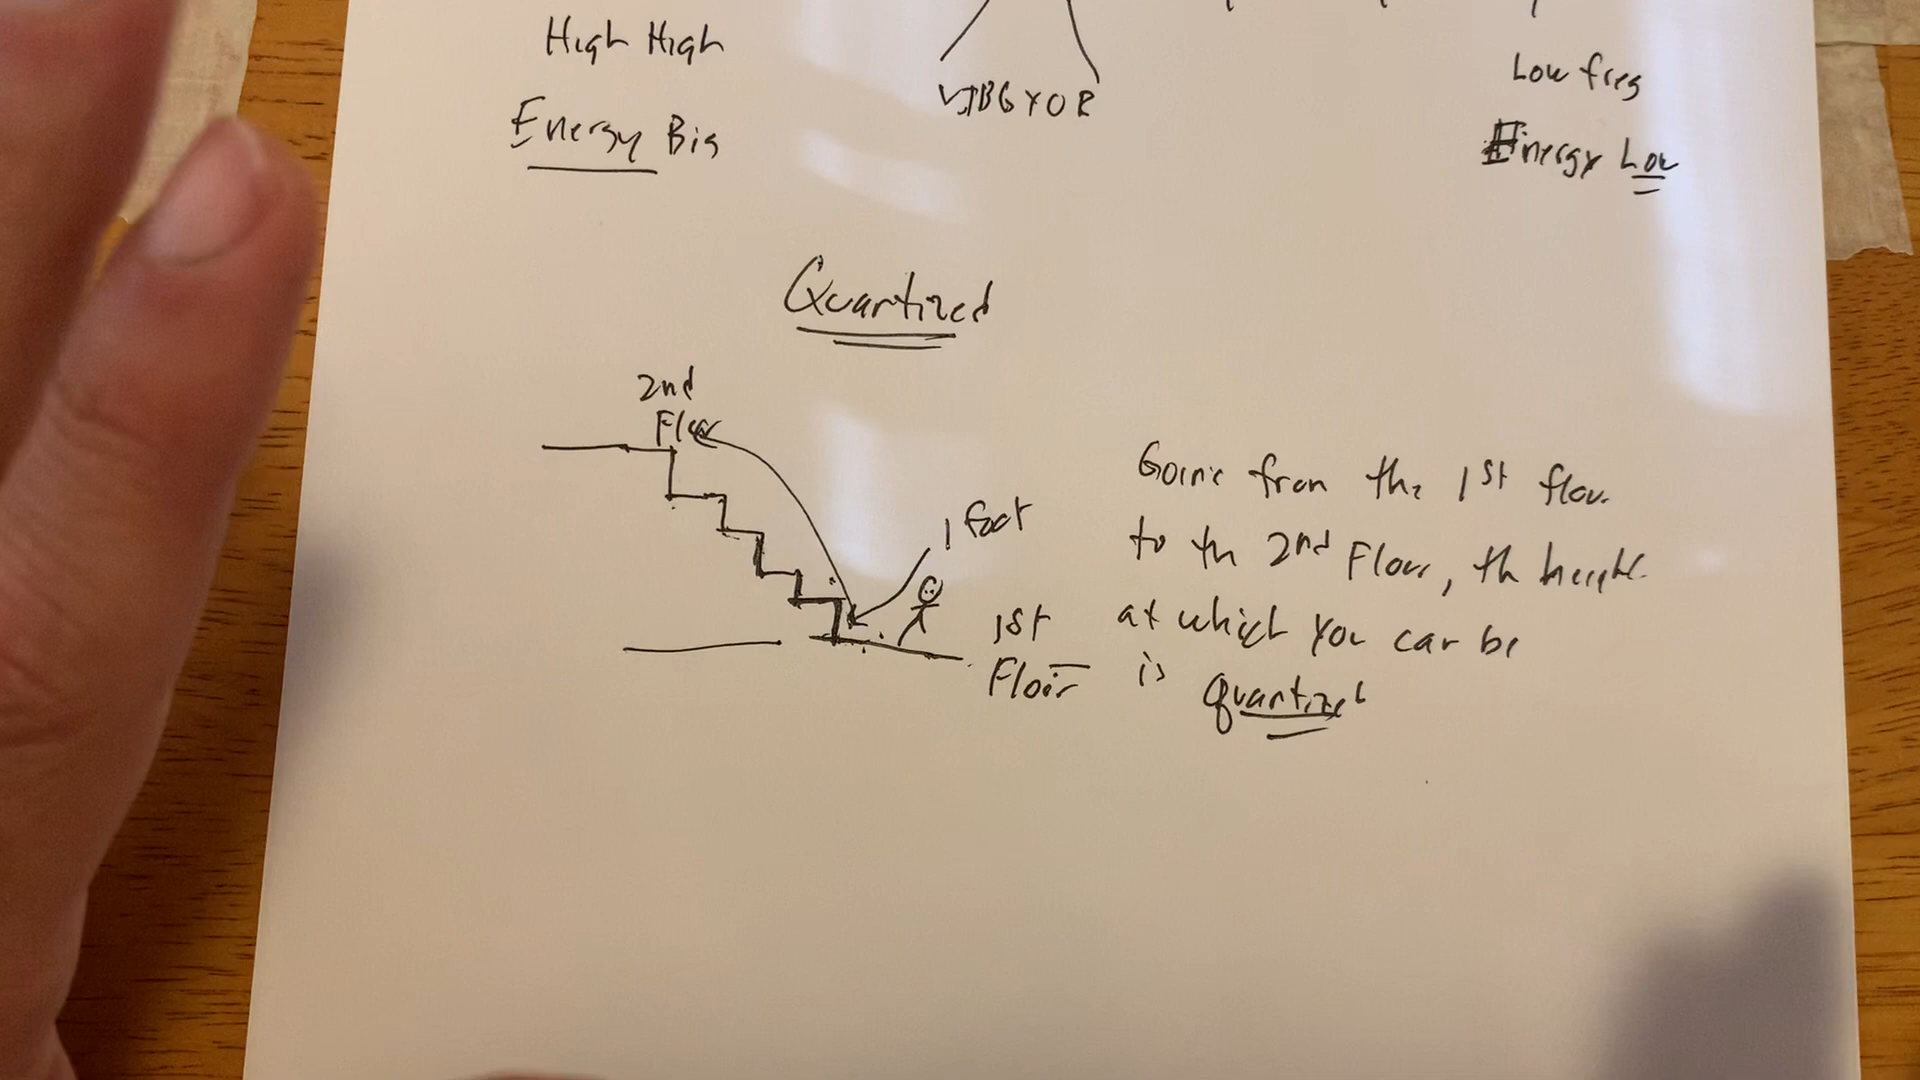 High High
Energy Big
VIBGYOR
Low freq
Energy Low
Quantized
2nd
Floor
1 foot
1st
Floor
Going from the 1st floor
to the 2nd Floor, the height
at which you can be
is quantized